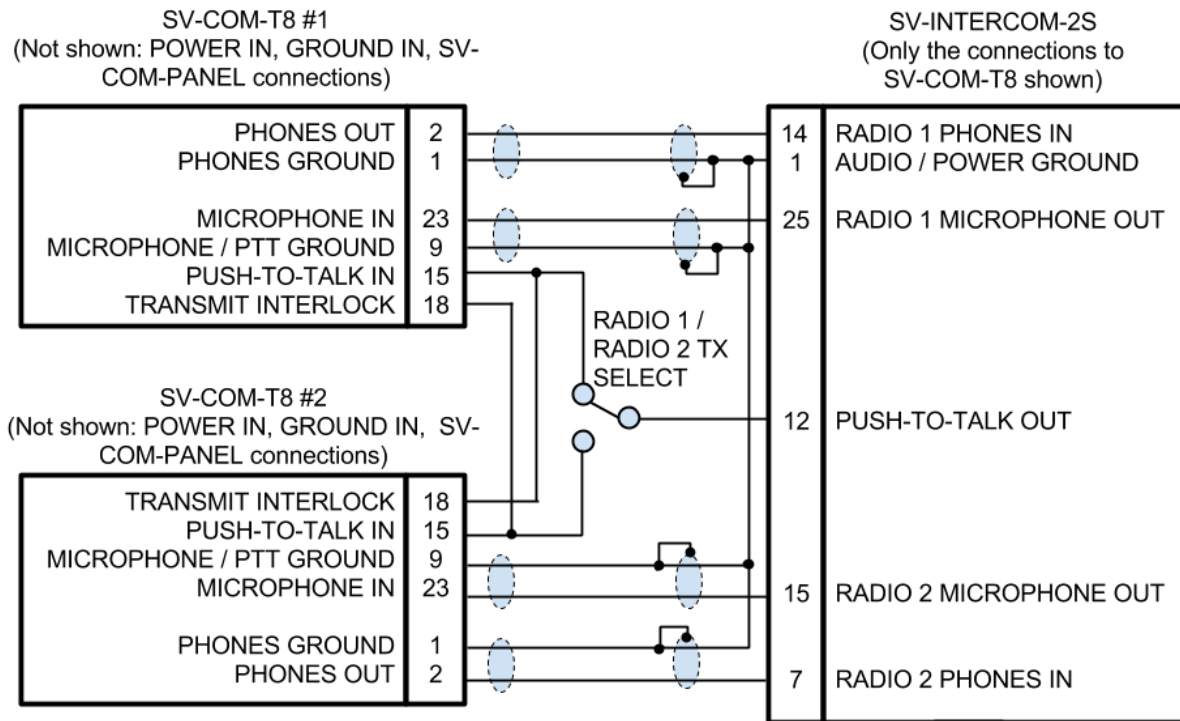 SV-COM-T8 #1
(Not shown: POWER IN, GROUND IN, SV-
COM-PANEL connections)
PHONES OUT 2
PHONES GROUND 1
MICROPHONE IN 23
MICROPHONE / PTT GROUND 9
PUSH-TO-TALK IN 15
TRANSMIT INTERLOCK 18
SV-COM-T8 #2
(Not shown: POWER IN, GROUND IN, SV-
COM-PANEL connections)
TRANSMIT INTERLOCK 18
PUSH-TO-TALK IN 15
MICROPHONE / PTT GROUND 9
MICROPHONE IN 23
PHONES GROUND 1
PHONES OUT 2
RADIO 1 /
RADIO 2 TX
SELECT
SV-INTERCOM-2S
(Only the connections to
SV-COM-T8 shown)
14 RADIO 1 PHONES IN
1 AUDIO / POWER GROUND
25 RADIO 1 MICROPHONE OUT
12 PUSH-TO-TALK OUT
15 RADIO 2 MICROPHONE OUT
7 RADIO 2 PHONES IN